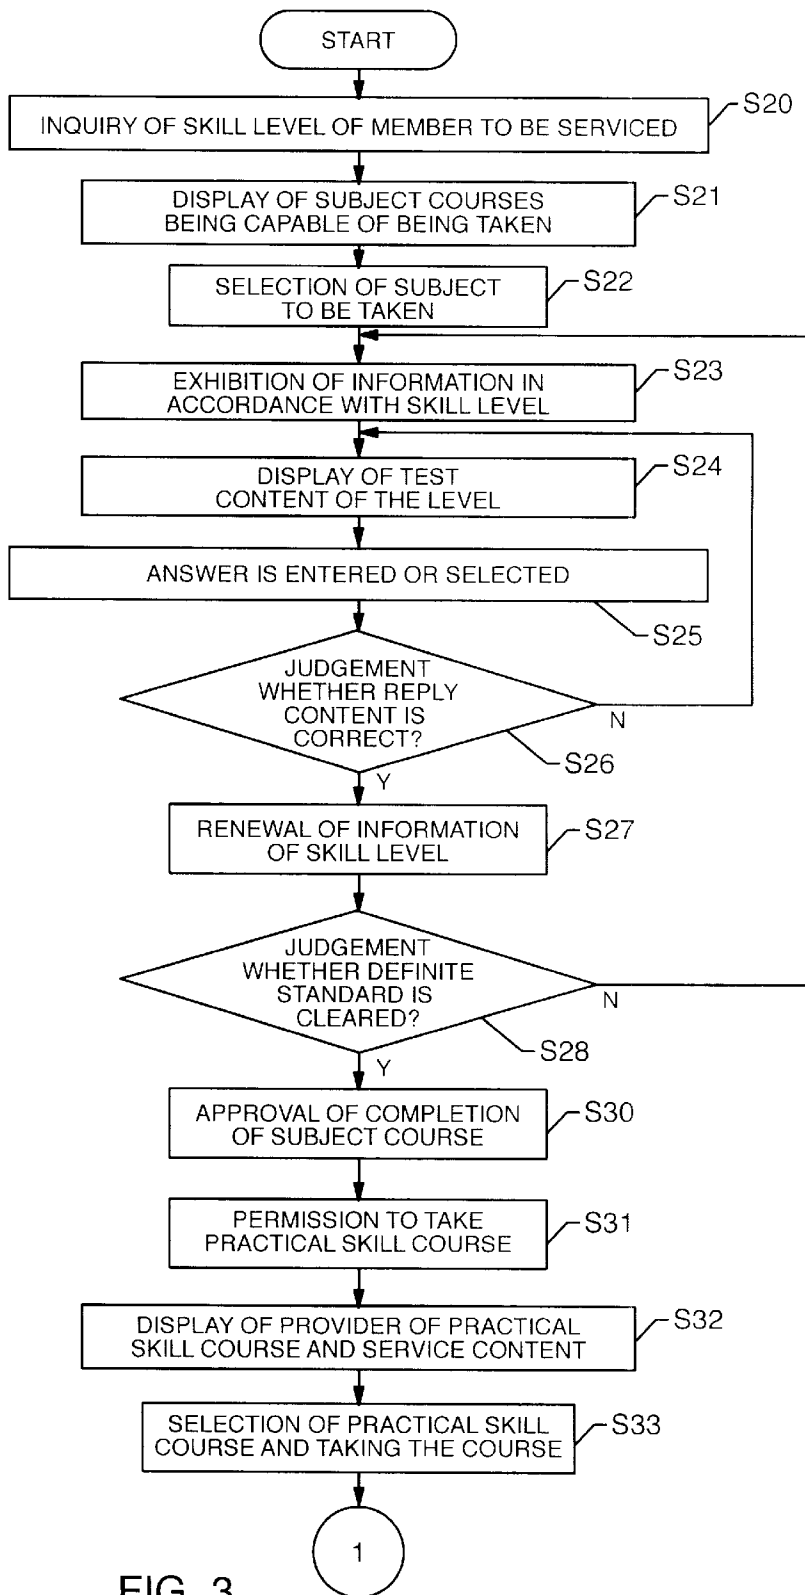 START
INQUIRY OF SKILL LEVEL OF MEMBER TO BE SERVICED
S20
DISPLAY OF SUBJECT COURSES
BEING CAPABLE OF BEING TAKEN
S21
SELECTION OF SUBJECT
TO BE TAKEN
S22
EXHIBITION OF INFORMATION IN
ACCORDANCE WITH SKILL LEVEL
S23
DISPLAY OF TEST
CONTENT OF THE LEVEL
S24
ANSWER IS ENTERED OR SELECTED
S25
JUDGEMENT
WHETHER REPLY
CONTENT IS
CORRECT?
N
S26
Y
RENEWAL OF INFORMATION
OF SKILL LEVEL
S27
JUDGEMENT
WHETHER DEFINITE
STANDARD IS
CLEARED?
N
S28
Y
APPROVAL OF COMPLETION
OF SUBJECT COURSE
S30
PERMISSION TO TAKE
PRACTICAL SKILL COURSE
S31
DISPLAY OF PROVIDER OF PRACTICAL
SKILL COURSE AND SERVICE CONTENT
S32
SELECTION OF PRACTICAL SKILL
COURSE AND TAKING THE COURSE
S33
1
FIG. 3